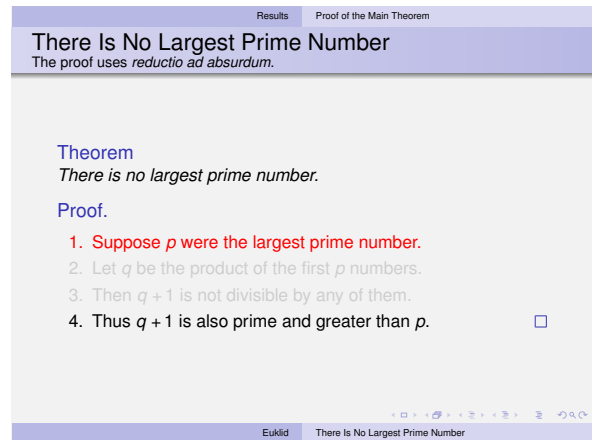 Results Proof of the Main Theorem
There Is No Largest Prime Number
The proof uses reductio ad absurdum.
Theorem
There is no largest prime number.
Proof.
1. Suppose p were the largest prime number.
2. Let q be the product of the first p numbers.
3. Then q + 1 is not divisible by any of them.
4. Thus q + 1 is also prime and greater than p.
Euklid There Is No Largest Prime Number